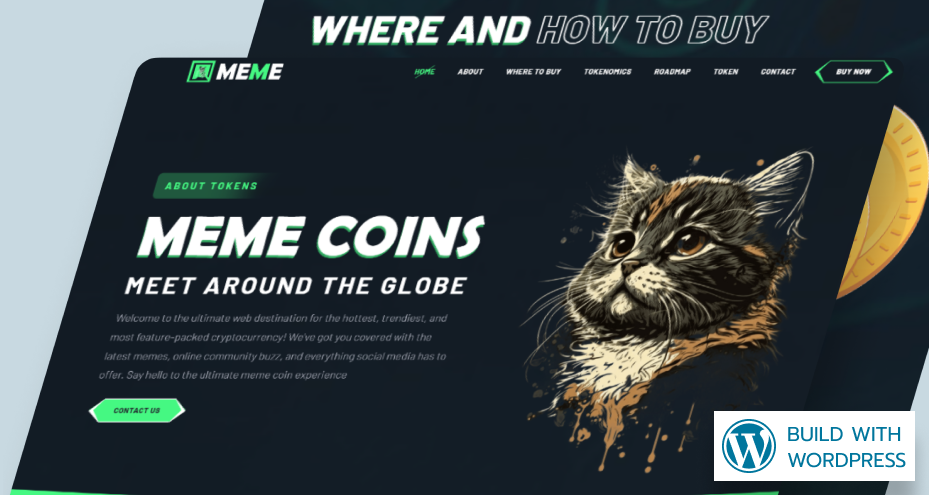 WHERE AND HOW TO BUY
MEME
HOME ABOUT WHERE TO BUY TOKENOMICS ROADMAP TOKEN CONTACT BUY NOW
ABOUT TOKENS
MEME COINS
MEET AROUND THE GLOBE
Welcome to the ultimate web destination for the hottest, trendiest, and
most feature-packed cryptocurrency! We've got you covered with the
latest memes, online community buzz, and everything social media has to
offer. Say hello to the ultimate meme coin experience
CONTACT US
BUILD WITH
WORDPRESS